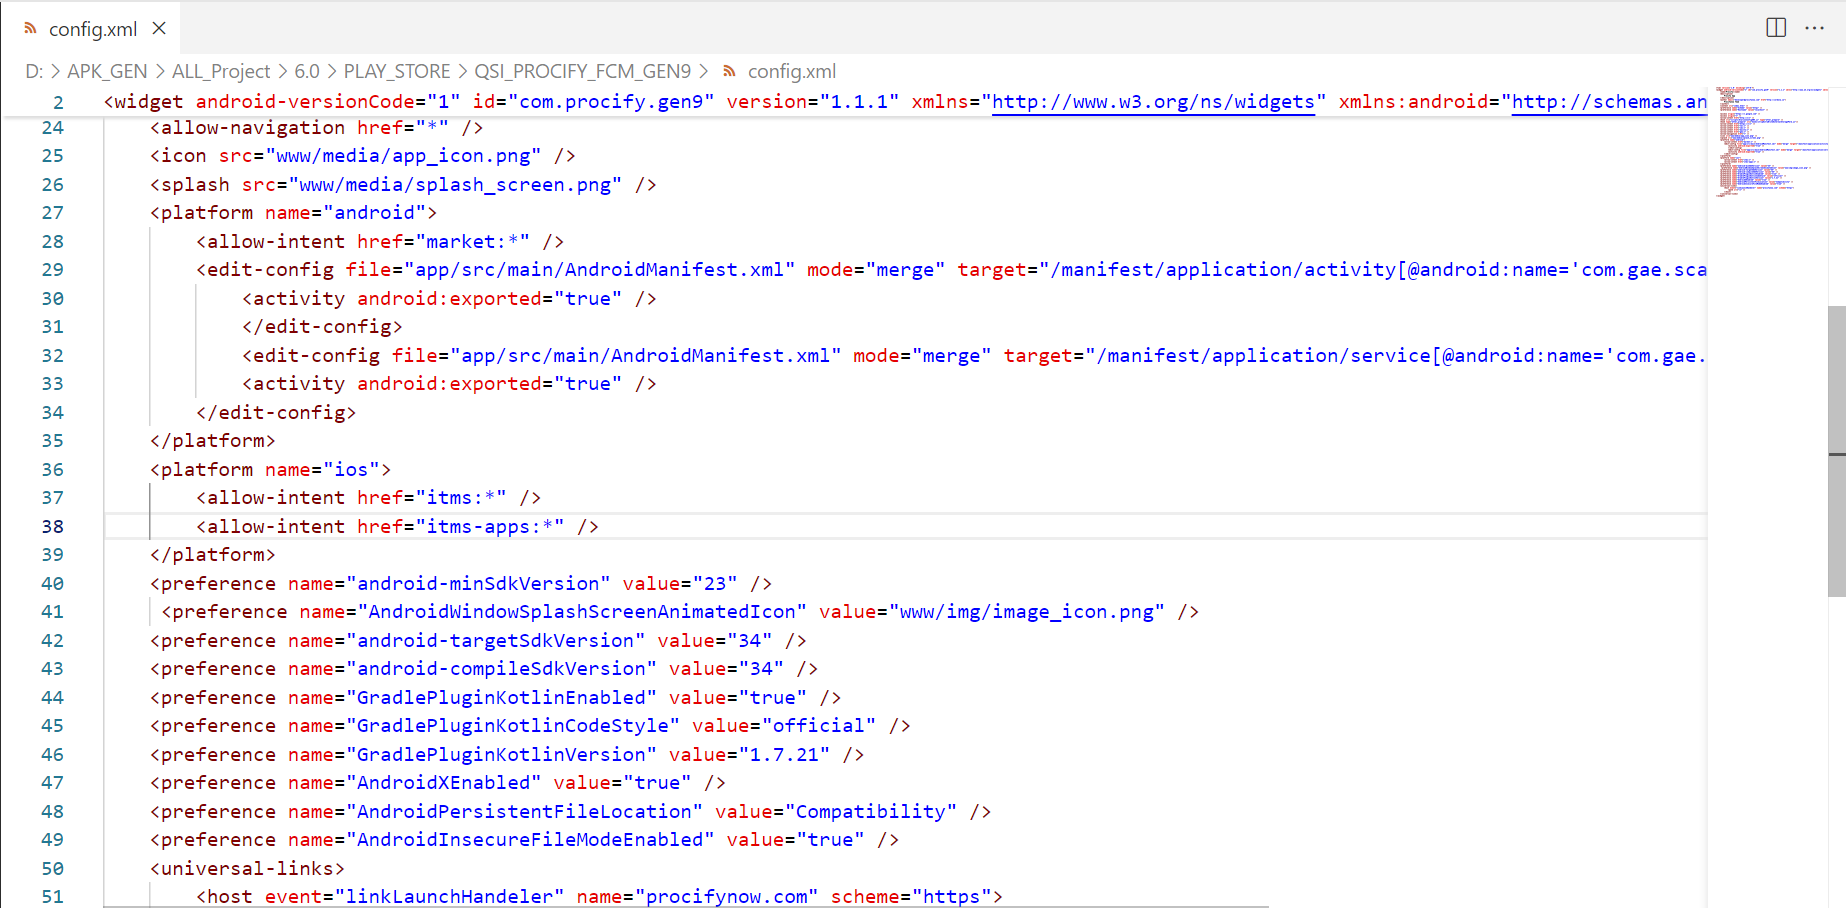 config.xml
D: > APK_GEN > ALL_Project > 6.0 > PLAY_STORE > QSI_PROCIFY_FCM_GEN9 > config.xml
2 <widget android-versionCode="1" id="com.procify.gen9" version="1.1.1" xmlns="http://www.w3.org/ns/widgets" xmlns:android="http://schemas.an
24 <allow-navigation href="*" />
25 <icon src="www/media/app_icon.png" />
26 <splash src="www/media/splash_screen.png" />
27 <platform name="android">
28 <allow-intent href="market:*" />
29 <edit-config file="app/src/main/AndroidManifest.xml" mode="merge" target="/manifest/application/activity[@android:name='com.gae.sca
30 <activity android:exported="true" />
31 </edit-config>
32 <edit-config file="app/src/main/AndroidManifest.xml" mode="merge" target="/manifest/application/service[@android:name='com.gae.
33 <activity android:exported="true" />
34 </edit-config>
35 </platform>
36 <platform name="ios">
37 <allow-intent href="itms:*" />
38 <allow-intent href="itms-apps:*" />
39 </platform>
40 <preference name="android-minSdkVersion" value="23" />
41 <preference name="AndroidWindowSplashScreenAnimatedIcon" value="www/img/image_icon.png" />
42 <preference name="android-targetSdkVersion" value="34" />
43 <preference name="android-compileSdkVersion" value="34" />
44 <preference name="GradlePluginKotlinEnabled" value="true" />
45 <preference name="GradlePluginKotlinCodeStyle" value="official" />
46 <preference name="GradlePluginKotlinVersion" value="1.7.21" />
47 <preference name="AndroidXEnabled" value="true" />
48 <preference name="AndroidPersistentFileLocation" value="Compatibility" />
49 <preference name="AndroidInsecureFileModeEnabled" value="true" />
50 <universal-links>
51 <host event="linkLaunchHandeler" name="procifynow.com" scheme="https">